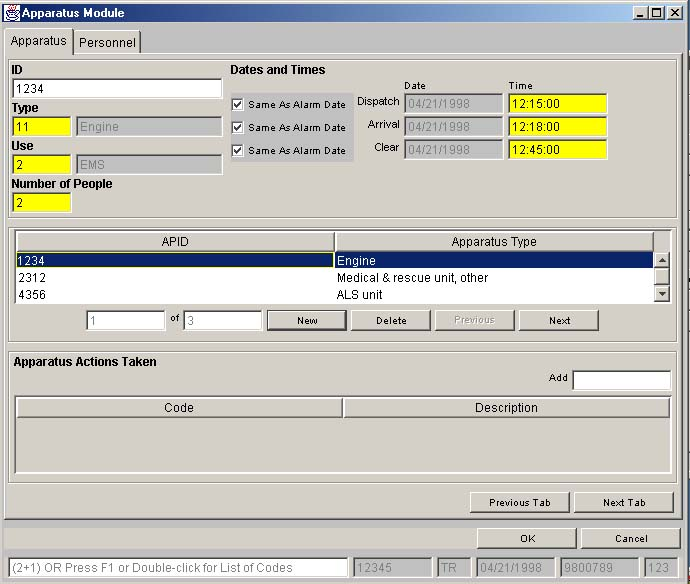 Apparatus Module
Apparatus Personnel
ID
1234
Type
11 Engine
Use
2 EMS
Number of People
2
Dates and Times
Date Time
Same As Alarm Date Dispatch 04/21/1998 12:15:00
Same As Alarm Date Arrival 04/21/1998 12:18:00
Same As Alarm Date Clear 04/21/1998 12:45:00
APID Apparatus Type
1234 Engine
2312 Medical & rescue unit, other
4356 ALS unit
1 of 3 New Delete Previous Next
Apparatus Actions Taken
Add
Code Description
Previous Tab Next Tab
OK Cancel
(2+1) OR Press F1 or Double-click for List of Codes 12345 TR 04/21/1998 9800789 123